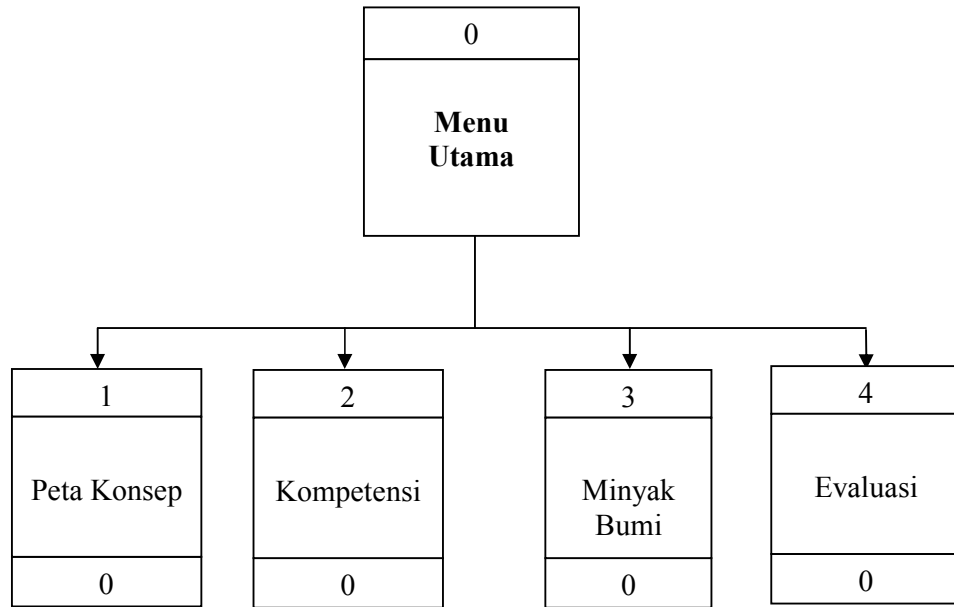 0
Menu
Utama
1
2
3
4
Peta Konsep
Kompetensi
Minyak
Bumi
Evaluasi
0
0
0
0